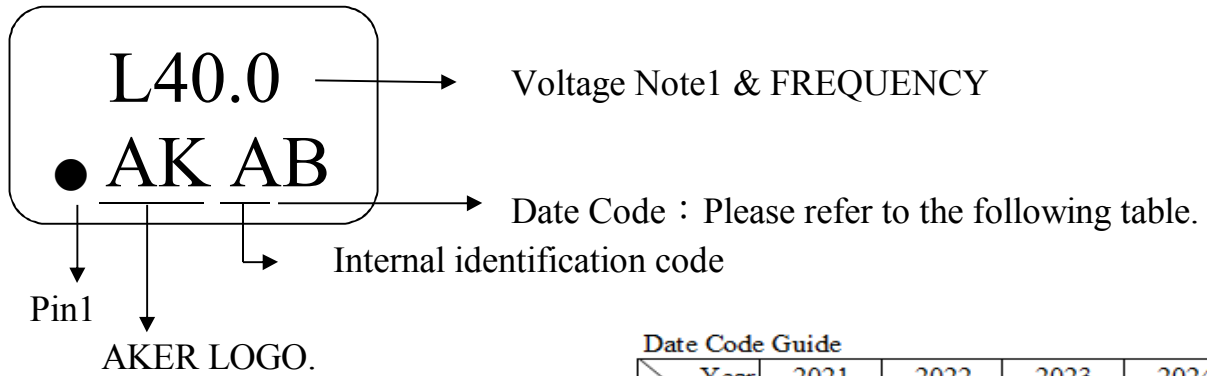 L40.0
Voltage Note1 & FREQUENCY
● AK AB
Date Code：Please refer to the following table.
Internal identification code
Pin1
AKER LOGO.
Date Code Guide
Year 2021 2022 2023